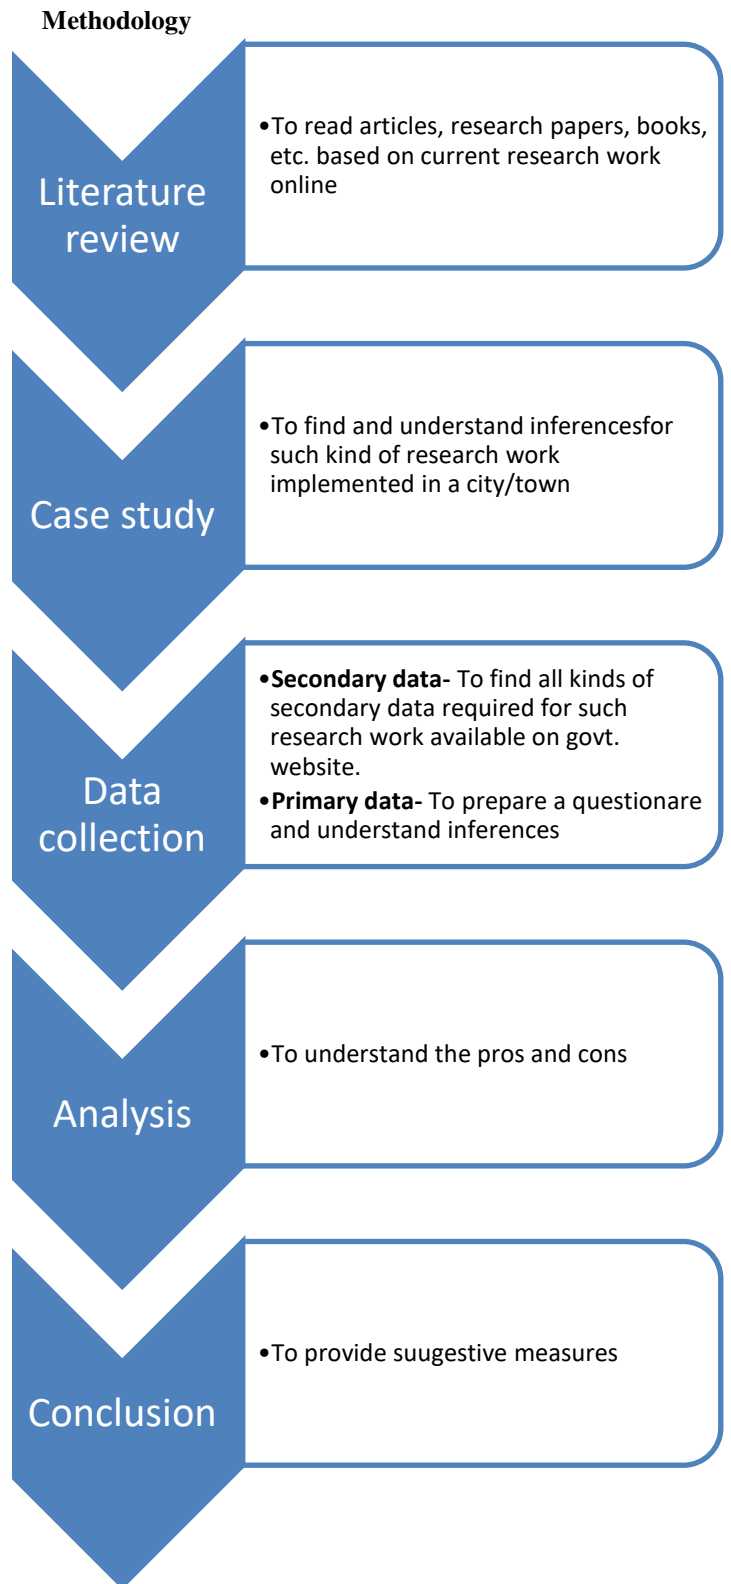 Methodology
Literature
review
•To read articles, research papers, books,
etc. based on current research work
online
Case study
•To find and understand inferencesfor
such kind of research work
implemented in a city/town
Data
collection
•Secondary data- To find all kinds of
secondary data required for such
research work available on govt.
website.
•Primary data- To prepare a questionare
and understand inferences
Analysis
•To understand the pros and cons
Conclusion
•To provide suugestive measures